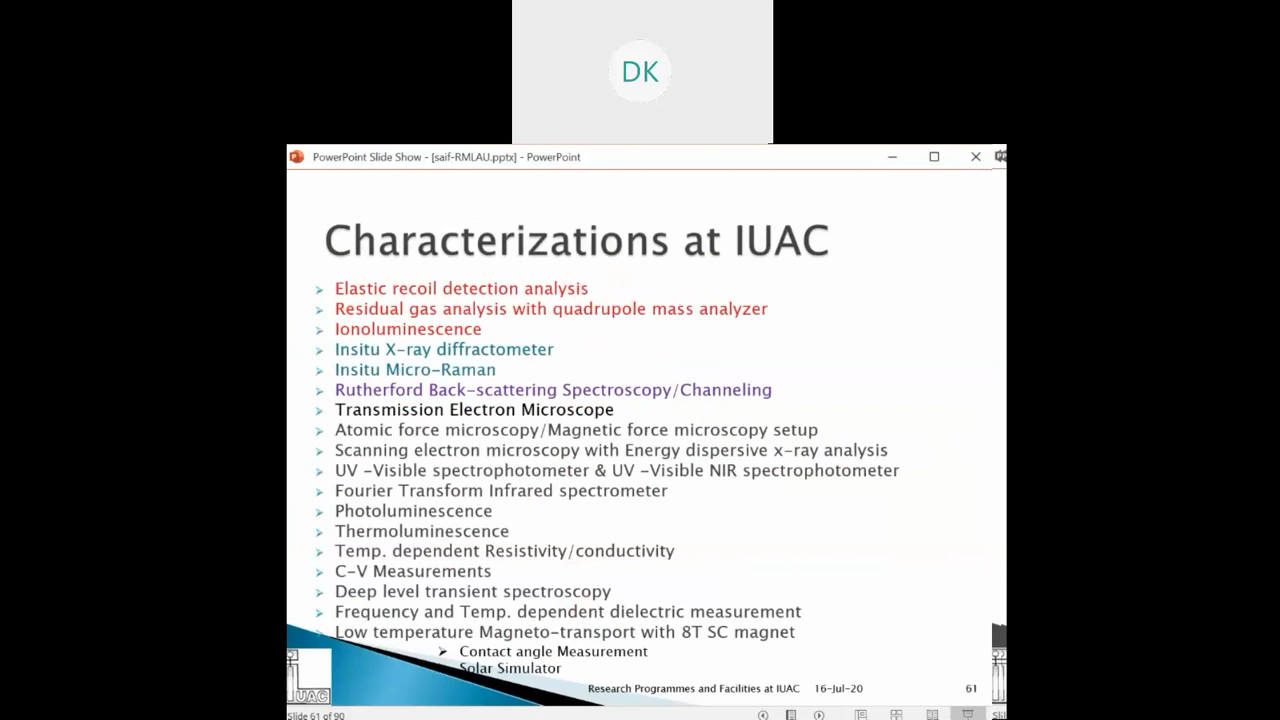 DK
PowerPoint Slide Show - [saif-RMLAU.pptx] - PowerPoint
Characterizations at IUAC
➢ Elastic recoil detection analysis
➢ Residual gas analysis with quadrupole mass analyzer
➢ Ionoluminescence
➢ Insitu X-ray diffractometer
➢ Insitu Micro-Raman
➢ Rutherford Back-scattering Spectroscopy/Channeling
➢ Transmission Electron Microscope
➢ Atomic force microscopy/Magnetic force microscopy setup
➢ Scanning electron microscopy with Energy dispersive x-ray analysis
➢ UV -Visible spectrophotometer & UV -Visible NIR spectrophotometer
➢ Fourier Transform Infrared spectrometer
➢ Photoluminescence
➢ Thermoluminescence
➢ Temp. dependent Resistivity/conductivity
➢ C-V Measurements
➢ Deep level transient spectroscopy
➢ Frequency and Temp. dependent dielectric measurement
➢ Low temperature Magneto-transport with 8T SC magnet
➢ Contact angle Measurement
➢ Solar Simulator
IUAC
Research Programmes and Facilities at IUAC 16-Jul-20 61
Slide 61 of 90